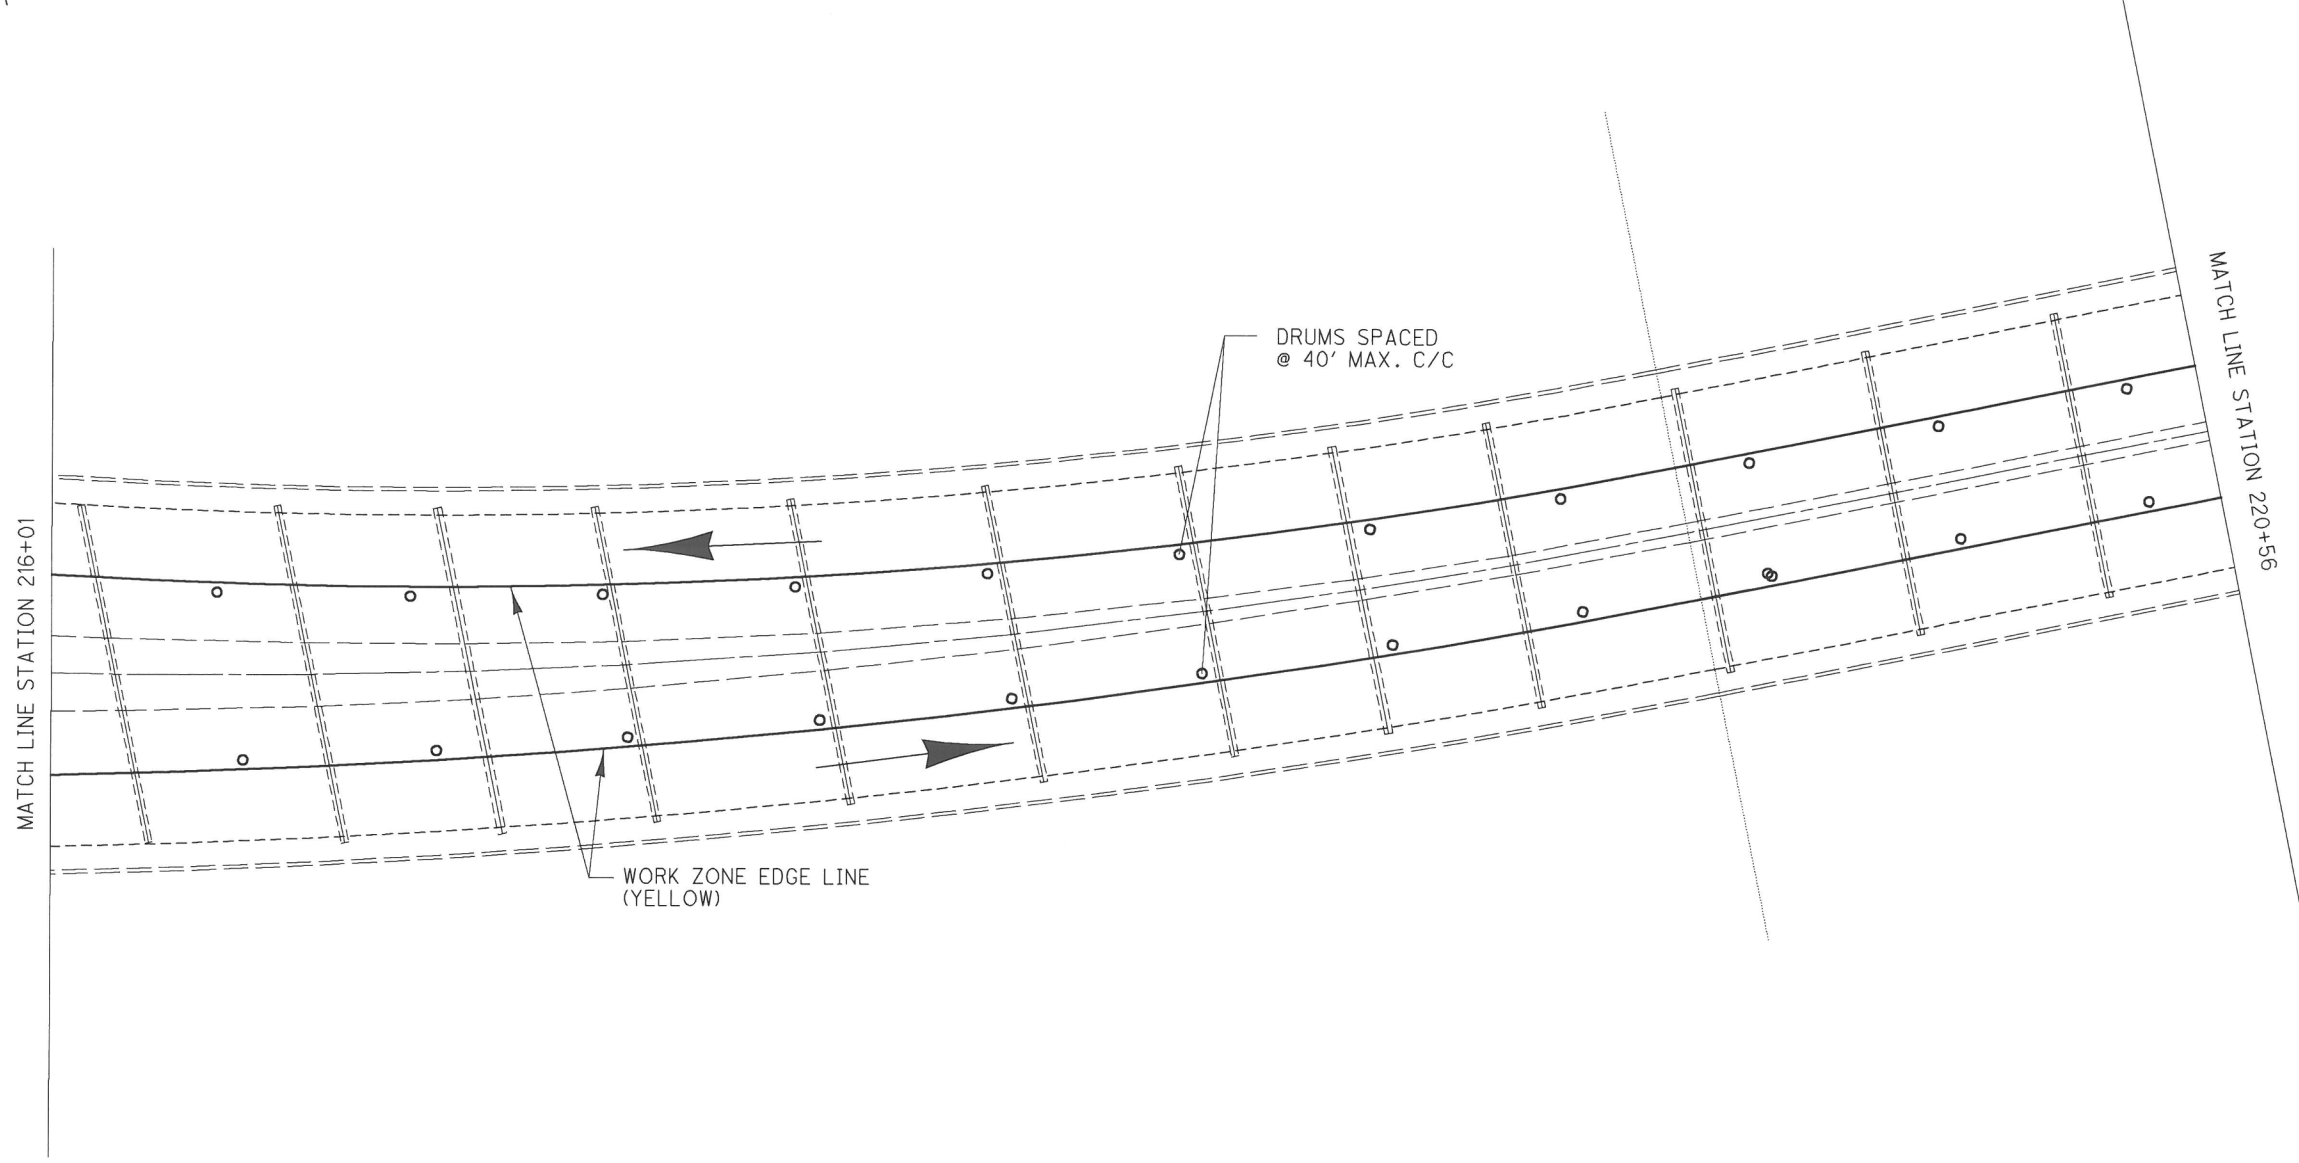 MATCH LINE STATION 216+01
DRUMS SPACED
@ 40' MAX. C/C
MATCH LINE STATION 220+56
WORK ZONE EDGE LINE
(YELLOW)